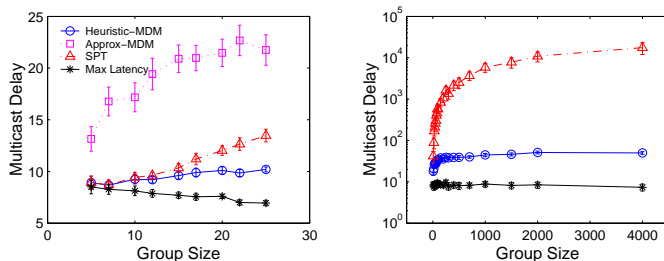 25
20
15
10
5
0
10
20
30
Group Size
Multicast Delay
Heuristic-MDM
Approx-MDM
SPT
Max Latency
10^5
10^4
10^3
10^2
10^1
10^0
0
1000
2000
3000
4000
Group Size
Multicast Delay